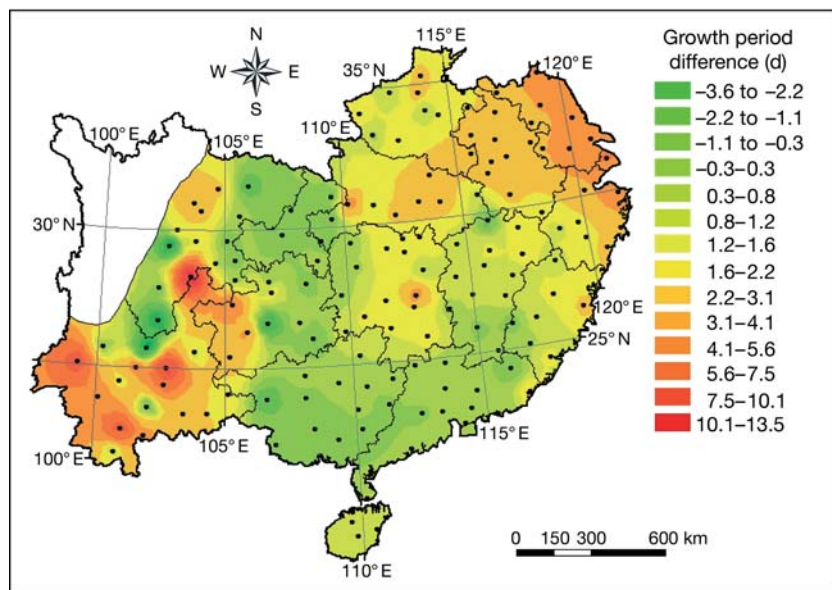 N
W E
S
115° E
35° N
120° E
110° E
105° E
100° E
30° N
120° E
25° N
115° E
105° E
100° E
110° E
Growth period
difference (d)
–3.6 to –2.2
–2.2 to –1.1
–1.1 to –0.3
–0.3–0.3
0.3–0.8
0.8–1.2
1.2–1.6
1.6–2.2
2.2–3.1
3.1–4.1
4.1–5.6
5.6–7.5
7.5–10.1
10.1–13.5
0 150 300 600 km